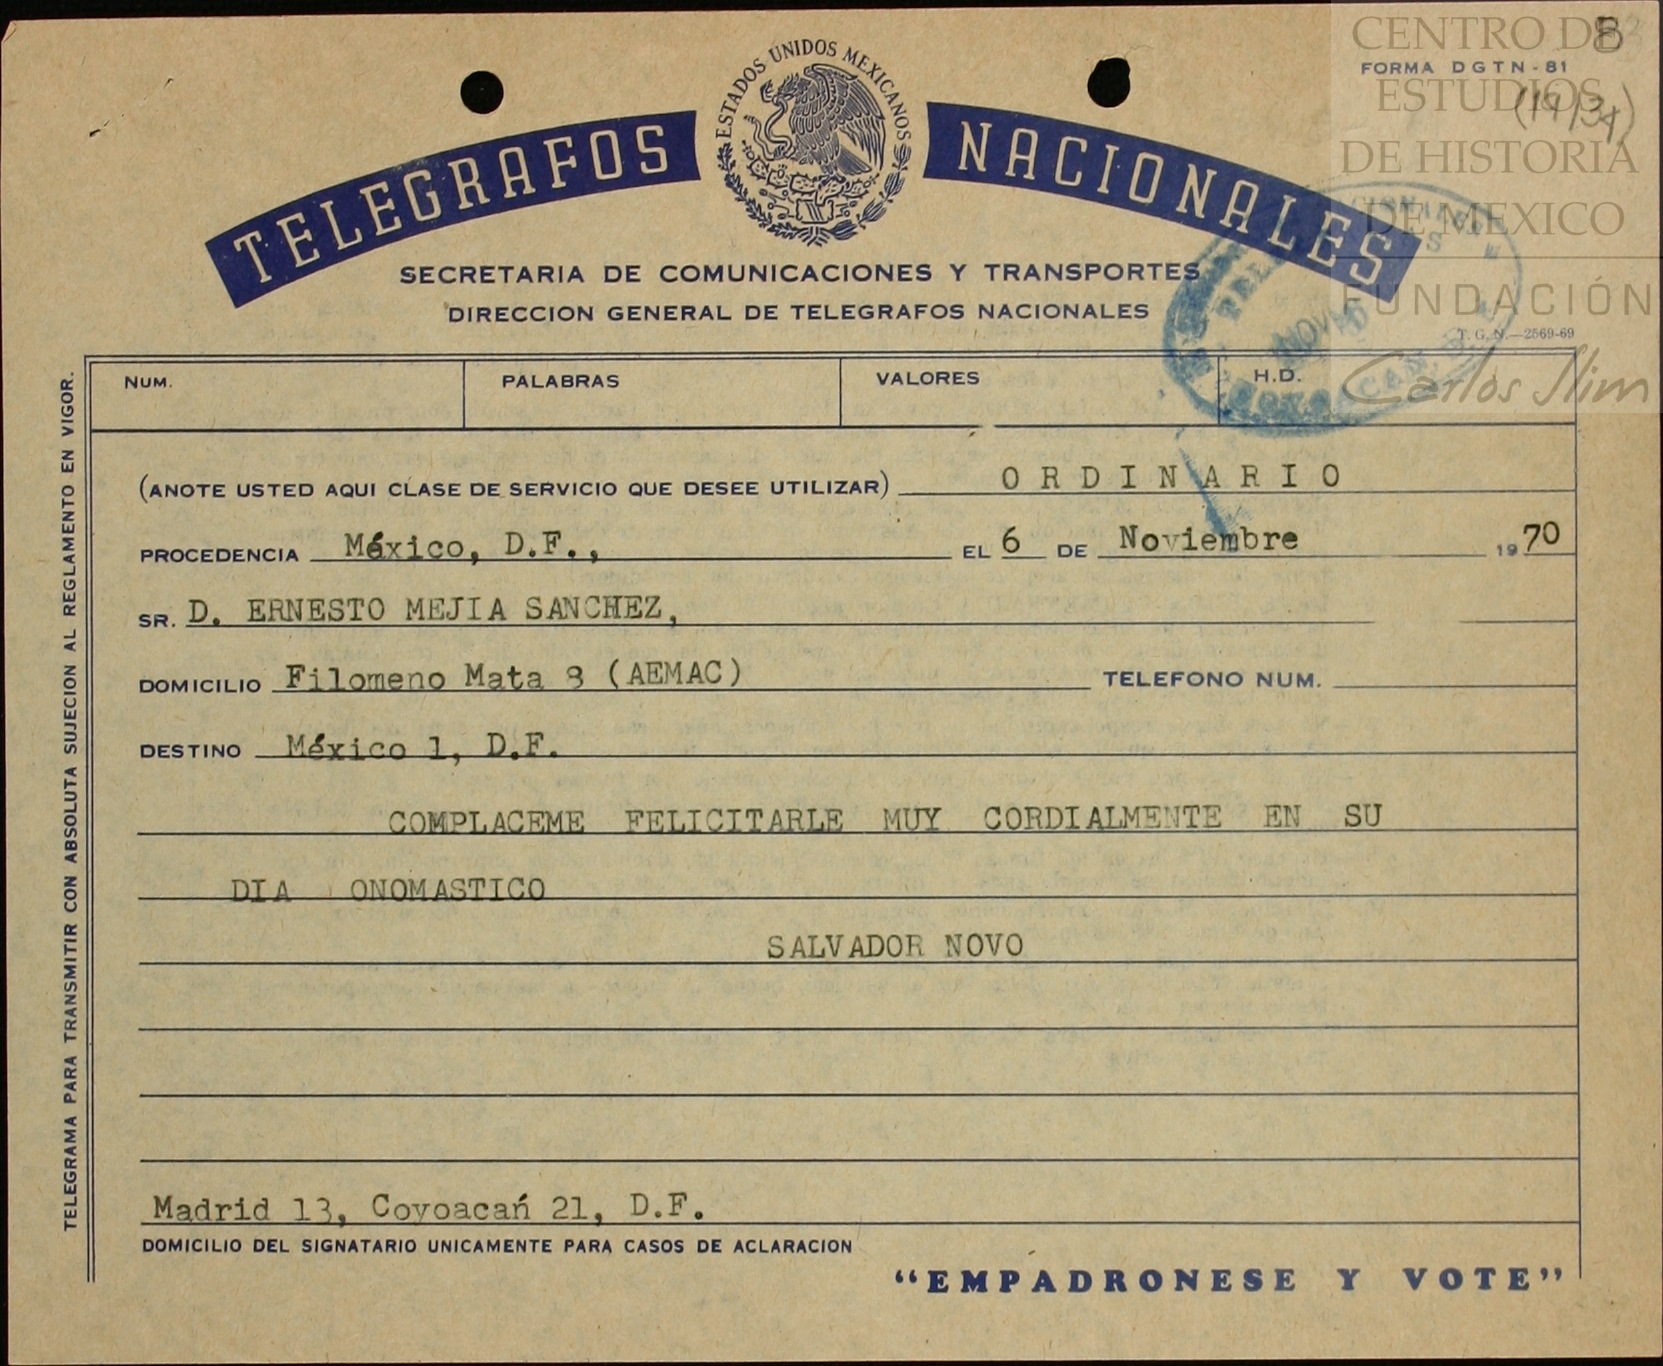 CENTRO DE
ESTUDIOS
DE HISTORIA
DE MEXICO
FUNDACIÓN
Carlos Slim
B
FORMA DGTN-81
(19/34)
ESTADOS UNIDOS MEXICANOS
TELEGRAFOS NACIONALES
SECRETARIA DE COMUNICACIONES Y TRANSPORTES
DIRECCION GENERAL DE TELEGRAFOS NACIONALES
T. G. N.—2569-69
NUM. PALABRAS VALORES H.D.
(ANOTE USTED AQUI CLASE DE SERVICIO QUE DESEE UTILIZAR) ORDINARIO
PROCEDENCIA México, D.F., EL 6 DE Noviembre 1970
SR. D. ERNESTO MEJIA SANCHEZ,
DOMICILIO Filomeno Mata 8 (AEMAC) TELEFONO NUM.
DESTINO México 1, D.F.
COMPLACEME FELICITARLE MUY CORDIALMENTE EN SU
DIA ONOMASTICO
SALVADOR NOVO
Madrid 13, Coyoacań 21, D.F.
DOMICILIO DEL SIGNATARIO UNICAMENTE PARA CASOS DE ACLARACION
"EMPADRONESE Y VOTE"
TELEGRAMA PARA TRANSMITIR CON ABSOLUTA SUJECION AL REGLAMENTO EN VIGOR.